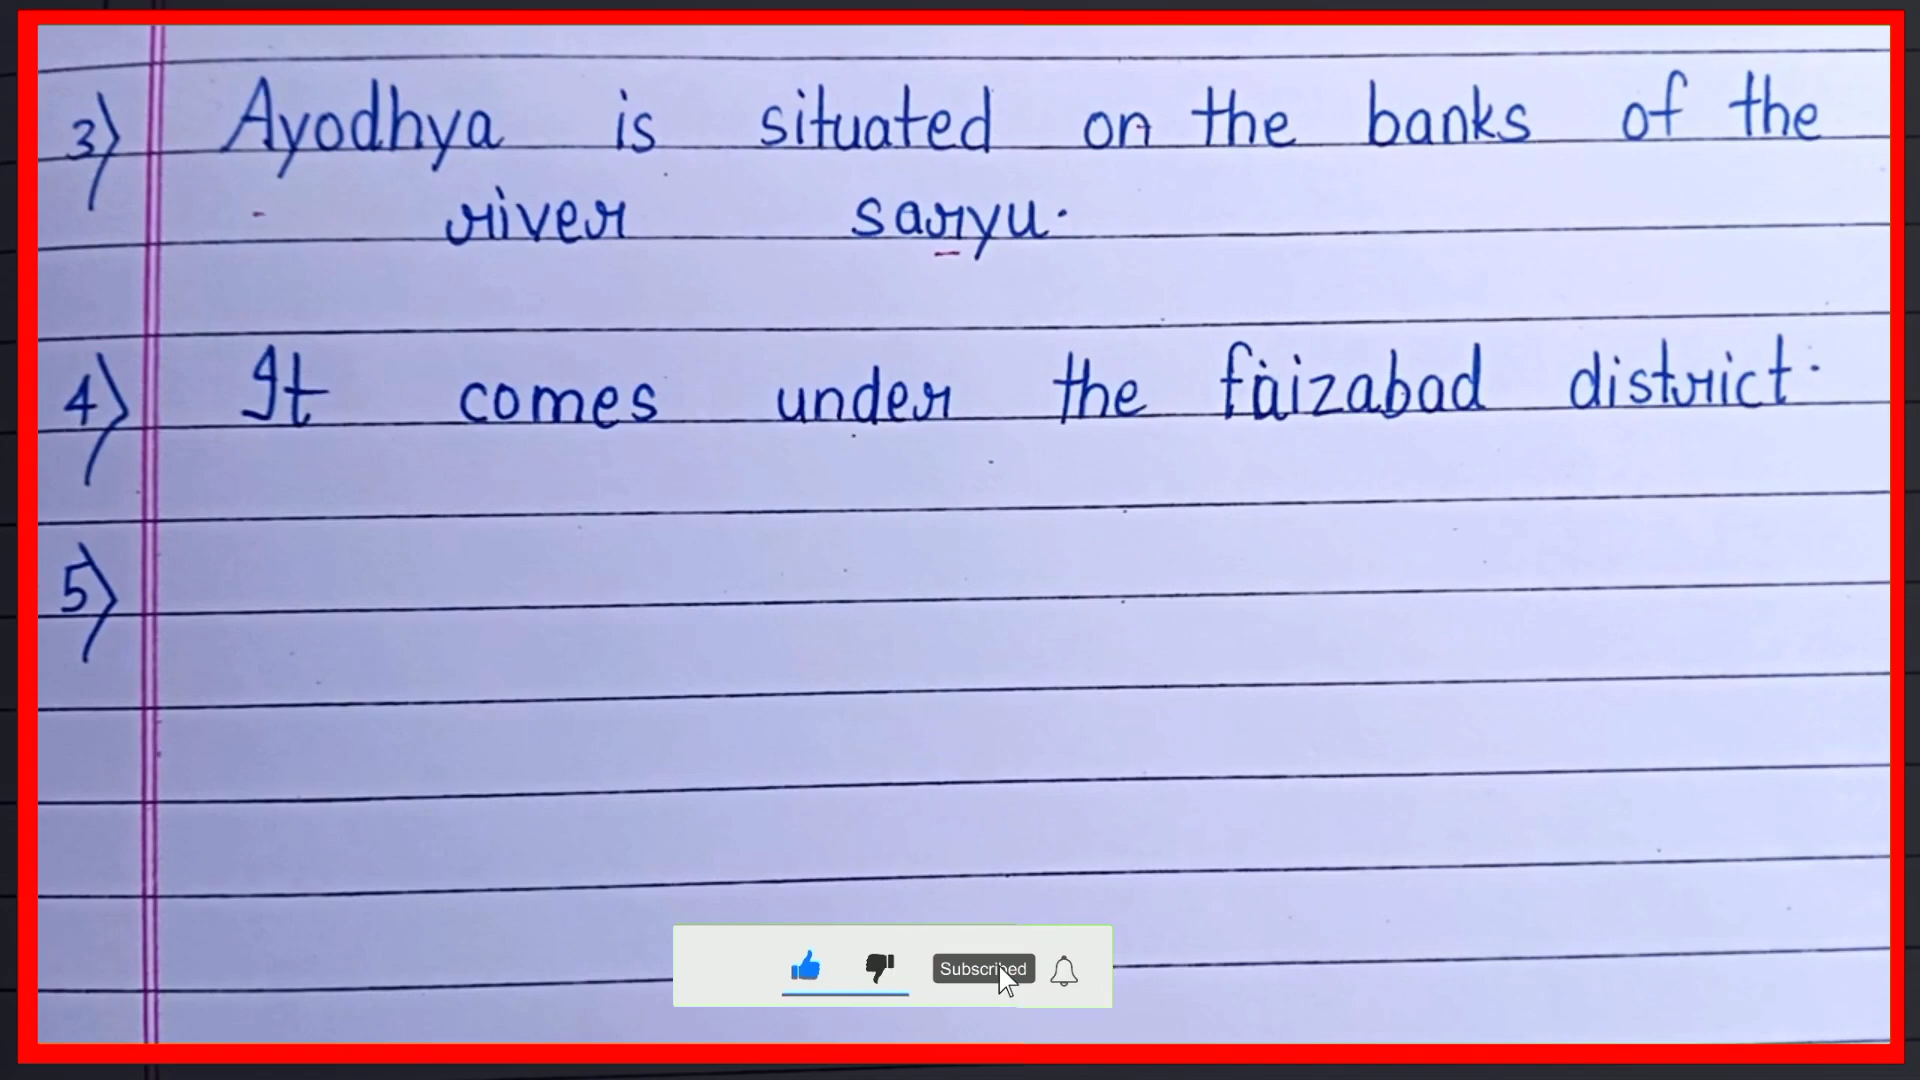 3) Ayodhya is situated on the banks of the
river saryu.
4) It comes under the faizabad district.
5)
Subscribed